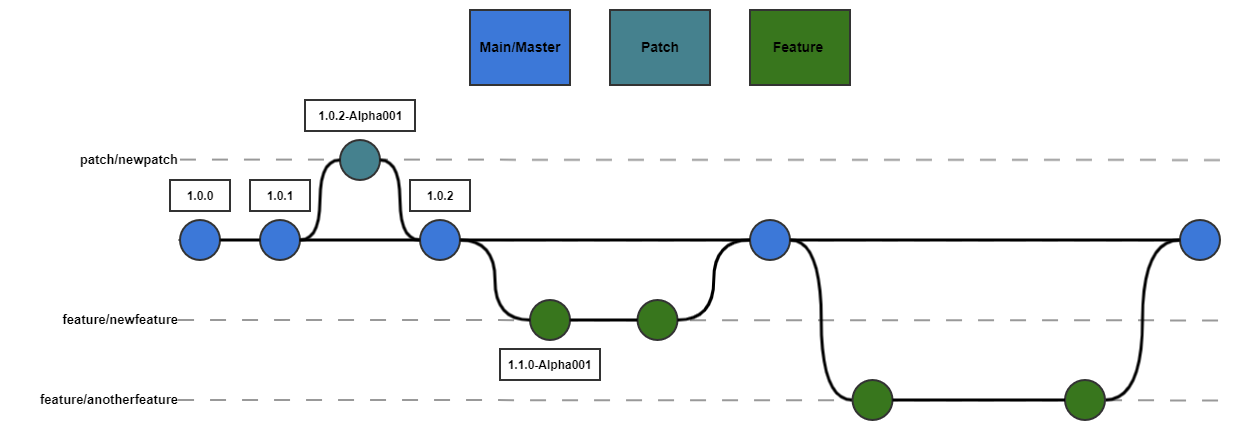 Main/Master
Patch
Feature
1.0.2-Alpha001
patch/newpatch
1.0.0
1.0.1
1.0.2
feature/newfeature
1.1.0-Alpha001
feature/anotherfeature